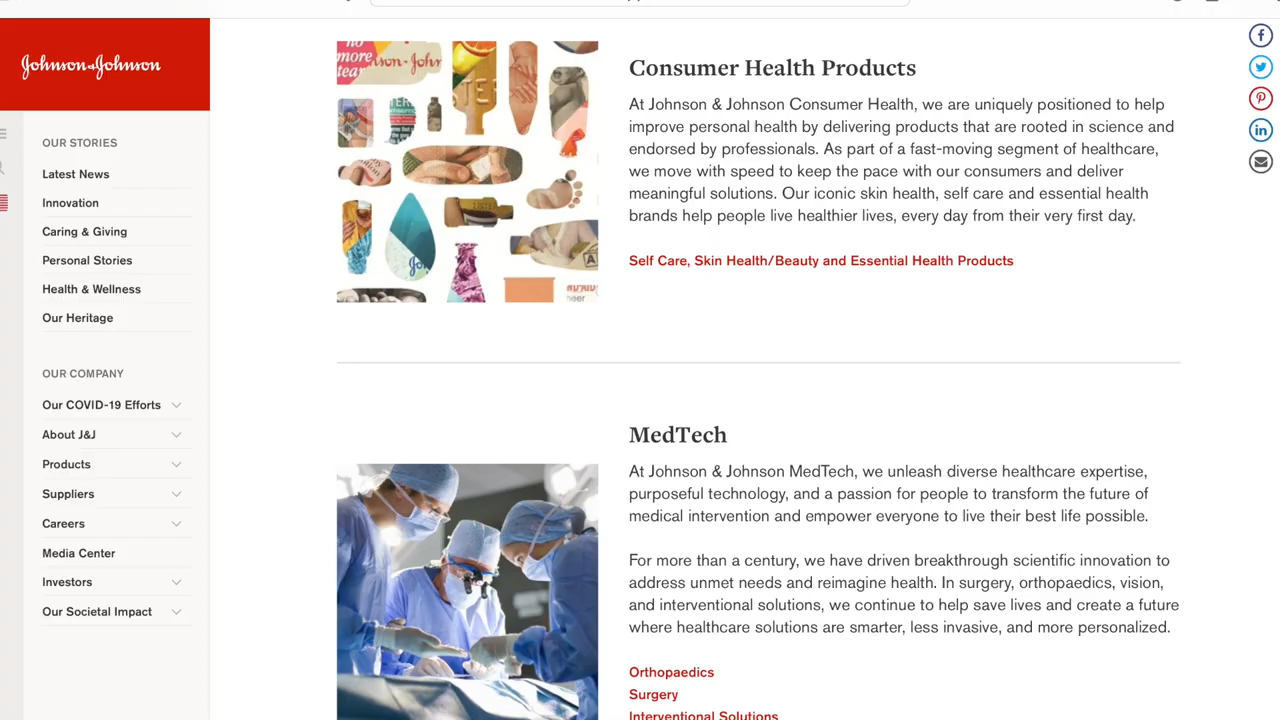 Johnson & Johnson
OUR STORIES
Latest News
Innovation
Caring & Giving
Personal Stories
Health & Wellness
Our Heritage
OUR COMPANY
Our COVID-19 Efforts
About J&J
Products
Suppliers
Careers
Media Center
Investors
Our Societal Impact
no
more
Consumer Health Products
At Johnson & Johnson Consumer Health, we are uniquely positioned to help
improve personal health by delivering products that are rooted in science and
endorsed by professionals. As part of a fast-moving segment of healthcare,
we move with speed to keep the pace with our consumers and deliver
meaningful solutions. Our iconic skin health, self care and essential health
brands help people live healthier lives, every day from their very first day.
Self Care, Skin Health/Beauty and Essential Health Products
MedTech
At Johnson & Johnson MedTech, we unleash diverse healthcare expertise,
purposeful technology, and a passion for people to transform the future of
medical intervention and empower everyone to live their best life possible.
For more than a century, we have driven breakthrough scientific innovation to
address unmet needs and reimagine health. In surgery, orthopaedics, vision,
and interventional solutions, we continue to help save lives and create a future
where healthcare solutions are smarter, less invasive, and more personalized.
Orthopaedics
Surgery
Interventional Solutions